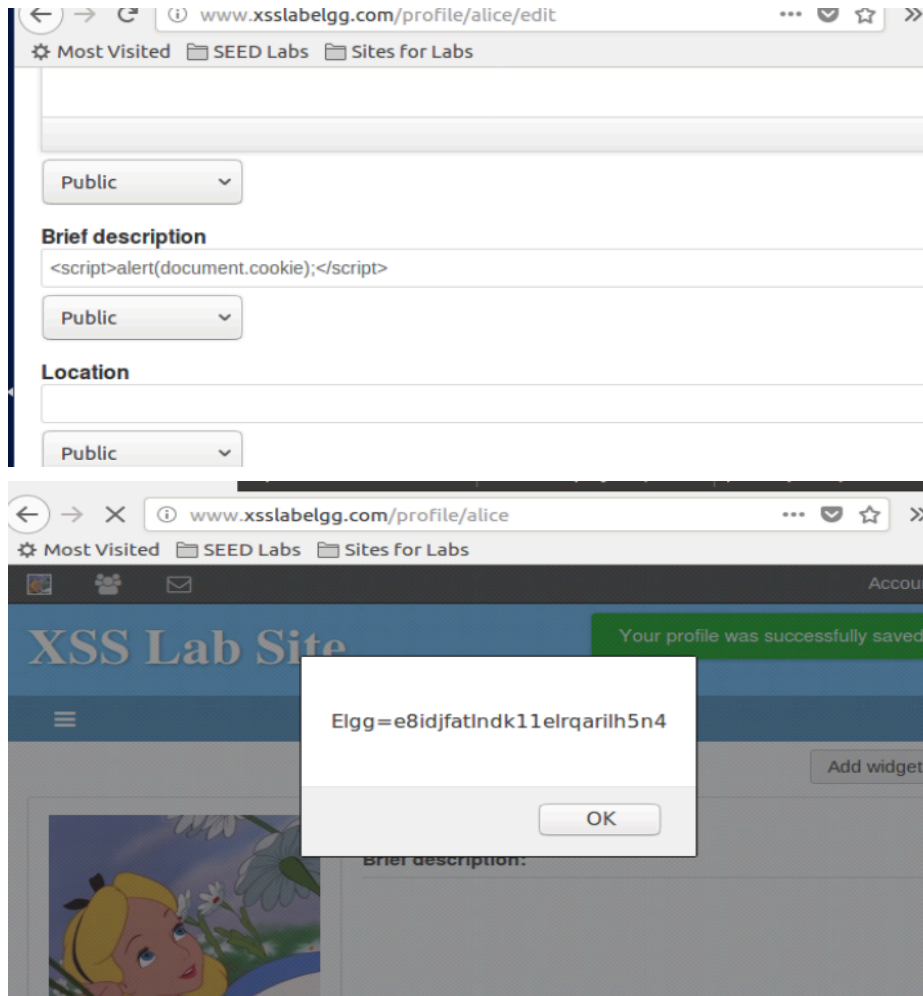 www.xsslabelgg.com/profile/alice/edit
Most Visited SEED Labs Sites for Labs
Public
Brief description
<script>alert(document.cookie);</script>
Public
Location
Public
www.xsslabelgg.com/profile/alice
Most Visited SEED Labs Sites for Labs
Accou
XSS Lab Site
Your profile was successfully saved
Elgg=e8idjfatlndk11elrqarilh5n4
Add widget
OK
Brief description: